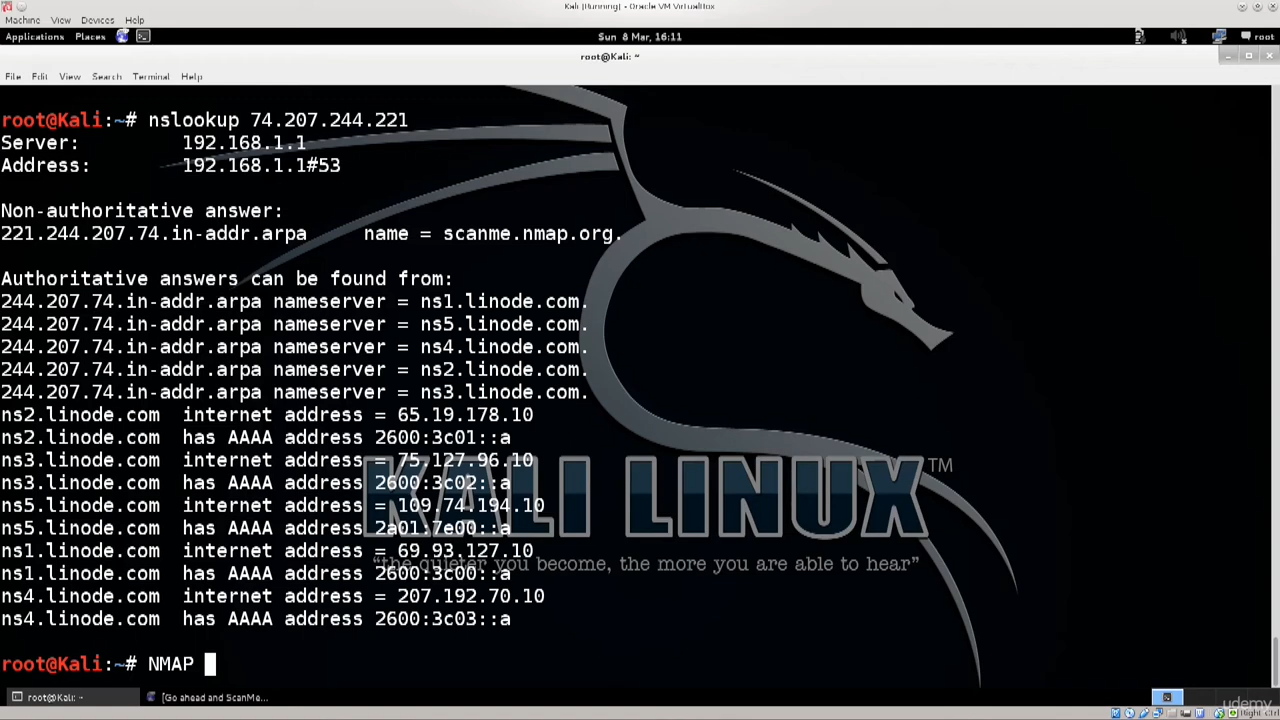 Kali [Running] - Oracle VM VirtualBox
Machine View Devices Help
Applications Places Sun 8 Mar, 16:11 root
root@Kali: ~
File Edit View Search Terminal Help
root@Kali:~# nslookup 74.207.244.221
Server: 192.168.1.1
Address: 192.168.1.1#53
Non-authoritative answer:
221.244.207.74.in-addr.arpa name = scanme.nmap.org.
Authoritative answers can be found from:
244.207.74.in-addr.arpa nameserver = ns1.linode.com.
244.207.74.in-addr.arpa nameserver = ns5.linode.com.
244.207.74.in-addr.arpa nameserver = ns4.linode.com.
244.207.74.in-addr.arpa nameserver = ns2.linode.com.
244.207.74.in-addr.arpa nameserver = ns3.linode.com.
ns2.linode.com internet address = 65.19.178.10
ns2.linode.com has AAAA address 2600:3c01::a
ns3.linode.com internet address = 75.127.96.10
ns3.linode.com has AAAA address 2600:3c02::a
ns5.linode.com internet address = 109.74.194.10
ns5.linode.com has AAAA address 2a01:7e00::a
ns1.linode.com internet address = 69.93.127.10
ns1.linode.com has AAAA address 2600:3c00::a
ns4.linode.com internet address = 207.192.70.10
ns4.linode.com has AAAA address 2600:3c03::a
KALI LINUX TM
“the quieter you become, the more you are able to hear”
root@Kali:~# NMAP
root@Kali: ~ [Go ahead and ScanMe...
udemy
Right Ctrl